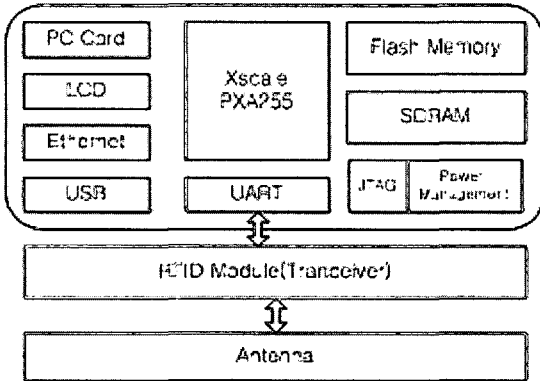 PC Card
LCD
Ethernet
USB
Xscale
PXA255
UART
Flash Memory
SDRAM
JTAG
Power
Management
RFID Module(Tranceiver)
Antenna